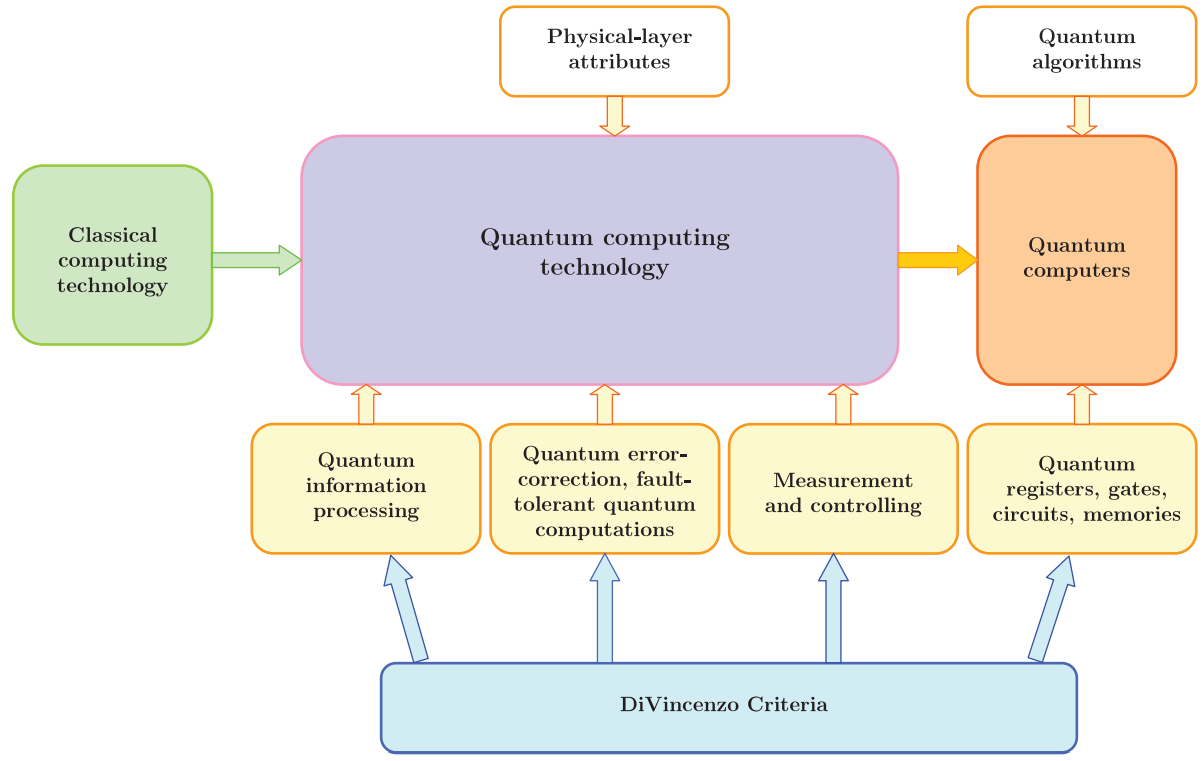 Physical-layer
attributes
Quantum
algorithms
Classical
computing
technology
Quantum computing
technology
Quantum
computers
Quantum
information
processing
Quantum error-
correction, fault-
tolerant quantum
computations
Measurement
and controlling
Quantum
registers, gates,
circuits, memories
DiVincenzo Criteria